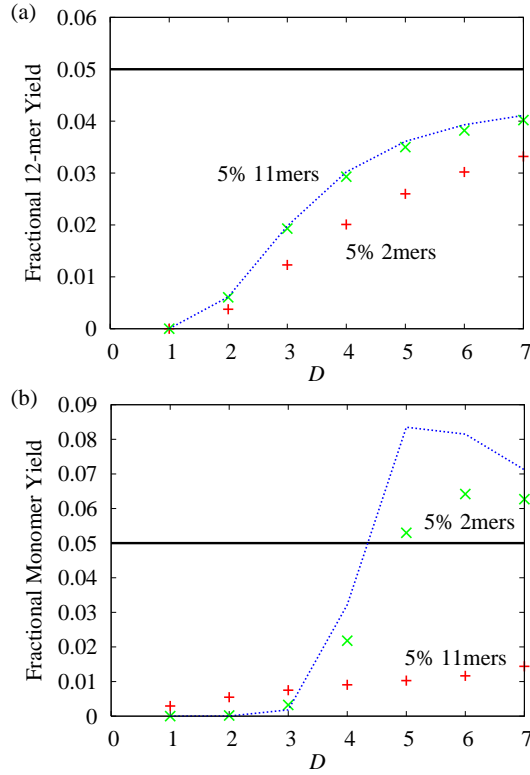 (a)
Fractional 12-mer Yield
0.06
0.05
0.04
0.03
0.02
0.01
0
5% 11mers
5% 2mers
0 1 2 3 4 5 6 7
D
(b)
Fractional Monomer Yield
0.09
0.08
0.07
0.06
0.05
0.04
0.03
0.02
0.01
0
5% 2mers
5% 11mers
0 1 2 3 4 5 6 7
D